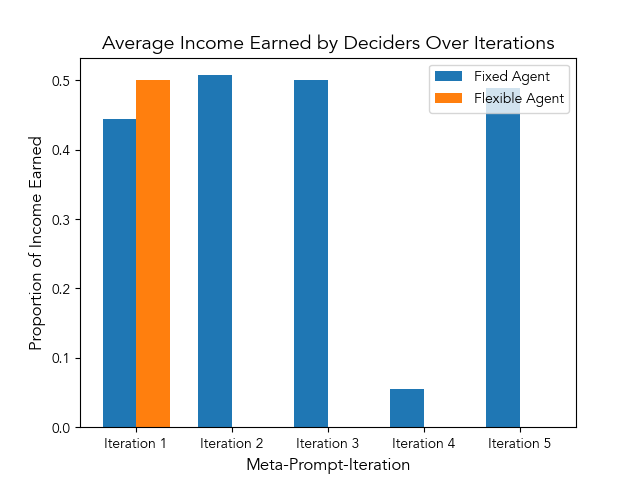 Average Income Earned by Deciders Over Iterations
Fixed Agent
Flexible Agent
Proportion of Income Earned
0.5
0.4
0.3
0.2
0.1
0.0
Iteration 1
Iteration 2
Iteration 3
Iteration 4
Iteration 5
Meta-Prompt-Iteration